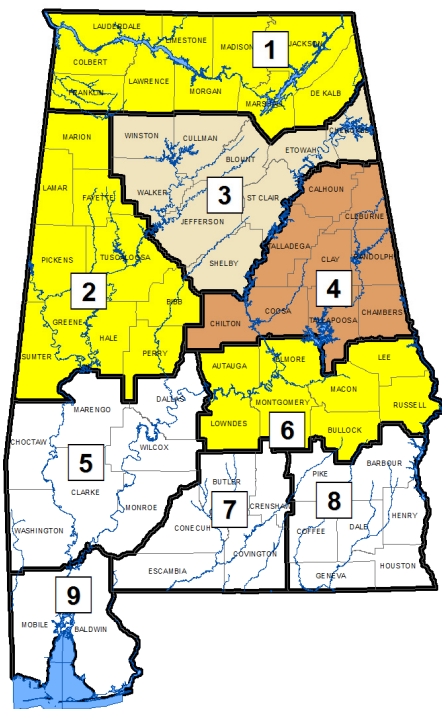 LAUDERDALE
LIMESTONE
MADISON
1
JACKSON
COLBERT
LAWRENCE
FRANKLIN
MORGAN
MARSHALL
DE KALB
MARION
WINSTON
CULLMAN
CHEROKEE
ETOWAH
BLOUNT
LAMAR
FAYETTE
WALKER
3
ST CLAIR
CALHOUN
CLEBURNE
JEFFERSON
PICKENS
TUSCALOOSA
SHELBY
TALLADEGA
CLAY
RANDOLPH
2
4
BIBB
GREENE
HALE
CHILTON
COOSA
TALLAPOOSA
CHAMBERS
SUMTER
PERRY
AUTAUGA
ELMORE
LEE
MACON
DALLAS
MONTGOMERY
MARENGO
LOWNDES
6
RUSSELL
BULLOCK
CHOCTAW
5
WILCOX
PIKE
BARBOUR
CLARKE
BUTLER
7
8
MONROE
CRENSHAW
HENRY
WASHINGTON
CONECUH
COFFEE
DALE
COVINGTON
HOUSTON
ESCAMBIA
GENEVA
9
MOBILE
BALDWIN